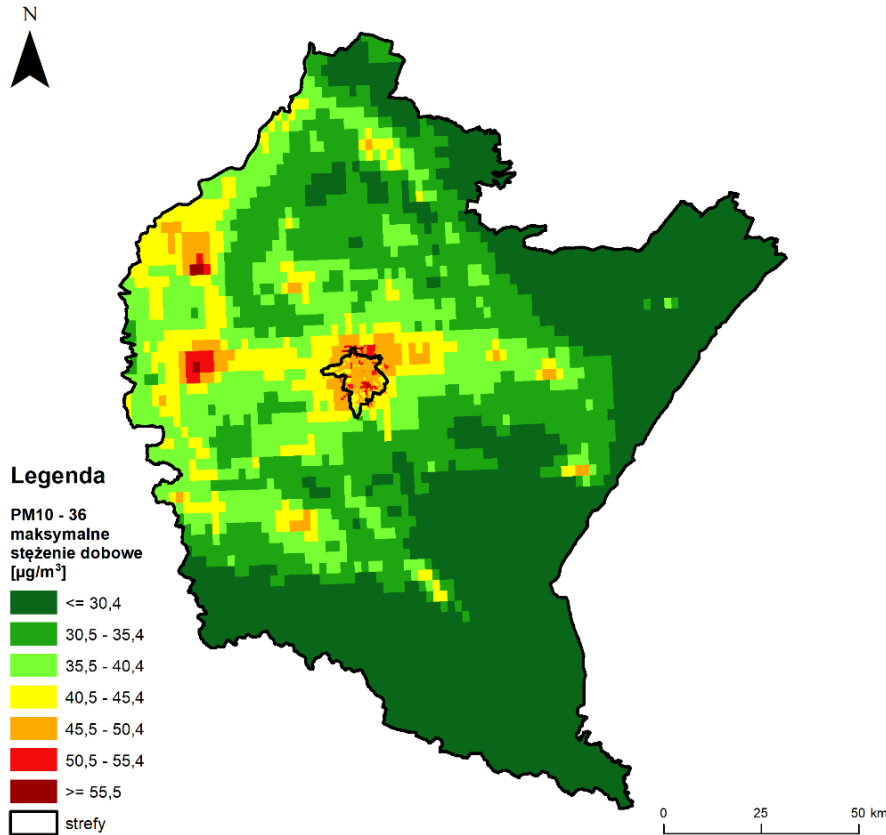 N
Legenda
PM10 - 36
maksymalne
stężenie dobowe
[µg/m³]
<= 30,4
30,5 - 35,4
35,5 - 40,4
40,5 - 45,4
45,5 - 50,4
50,5 - 55,4
>= 55,5
strefy
0 25 50 km